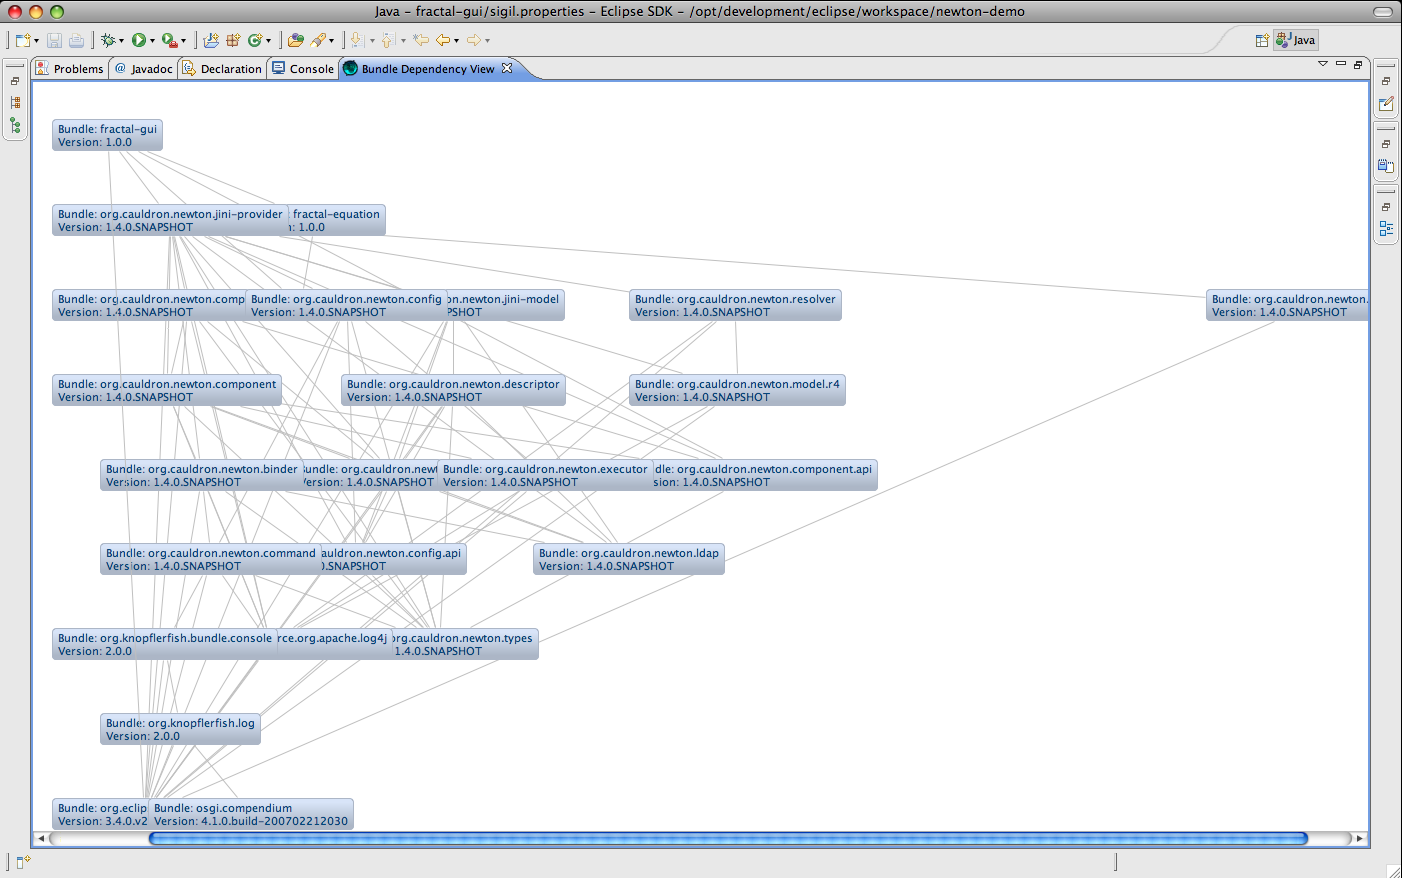 Java - fractal-gui/sigil.properties - Eclipse SDK - /opt/development/eclipse/workspace/newton-demo
Java
Problems
@ Javadoc
Declaration
Console
Bundle Dependency View
Bundle: fractal-gui
Version: 1.0.0
Bundle: org.cauldron.newton.jini-provider
Version: 1.4.0.SNAPSHOT
fractal-equation
: 1.0.0
Bundle: org.cauldron.newton.comp
Version: 1.4.0.SNAPSHOT
Bundle: org.cauldron.newton.config
Version: 1.4.0.SNAPSHOT
on.newton.jini-model
PSHOT
Bundle: org.cauldron.newton.resolver
Version: 1.4.0.SNAPSHOT
Bundle: org.cauldron.newton.
Version: 1.4.0.SNAPSHOT
Bundle: org.cauldron.newton.component
Version: 1.4.0.SNAPSHOT
Bundle: org.cauldron.newton.descriptor
Version: 1.4.0.SNAPSHOT
Bundle: org.cauldron.newton.model.r4
Version: 1.4.0.SNAPSHOT
Bundle: org.cauldron.newton.binder
Version: 1.4.0.SNAPSHOT
Bundle: org.cauldron.newt
Version: 1.4.0.SNAPSHOT
Bundle: org.cauldron.newton.executor
Version: 1.4.0.SNAPSHOT
dle: org.cauldron.newton.component.api
sion: 1.4.0.SNAPSHOT
Bundle: org.cauldron.newton.command
Version: 1.4.0.SNAPSHOT
auldron.newton.config.api
.0.SNAPSHOT
Bundle: org.cauldron.newton.ldap
Version: 1.4.0.SNAPSHOT
Bundle: org.knopflerfish.bundle.console
Version: 2.0.0
rce.org.apache.log4j
org.cauldron.newton.types
1.4.0.SNAPSHOT
Bundle: org.knopflerfish.log
Version: 2.0.0
Bundle: org.eclip
Version: 3.4.0.v2
Bundle: osgi.compendium
Version: 4.1.0.build-200702212030